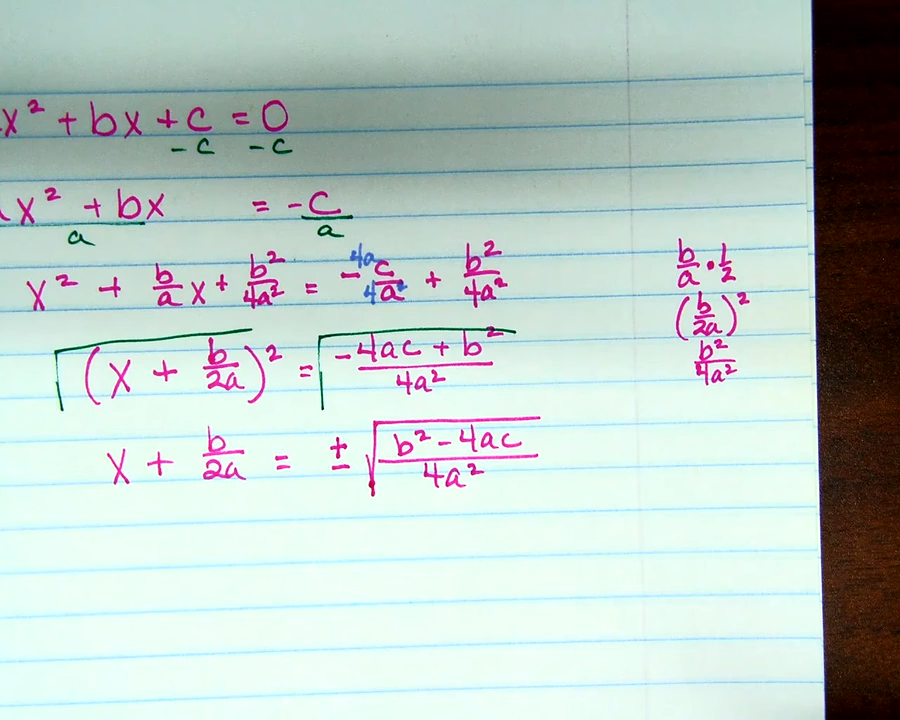 x² + bx + c = 0
- c - c
x² + bx = -c
a a
x² + b/a x + b²/4a² = - 4a c/4a a² + b²/4a²
√(x + b/2a)² = √(-4ac + b²)/4a²
x + b/2a = ± √(b² - 4ac)/4a²
b/a · 1/2
(b/2a)²
b²/4a²